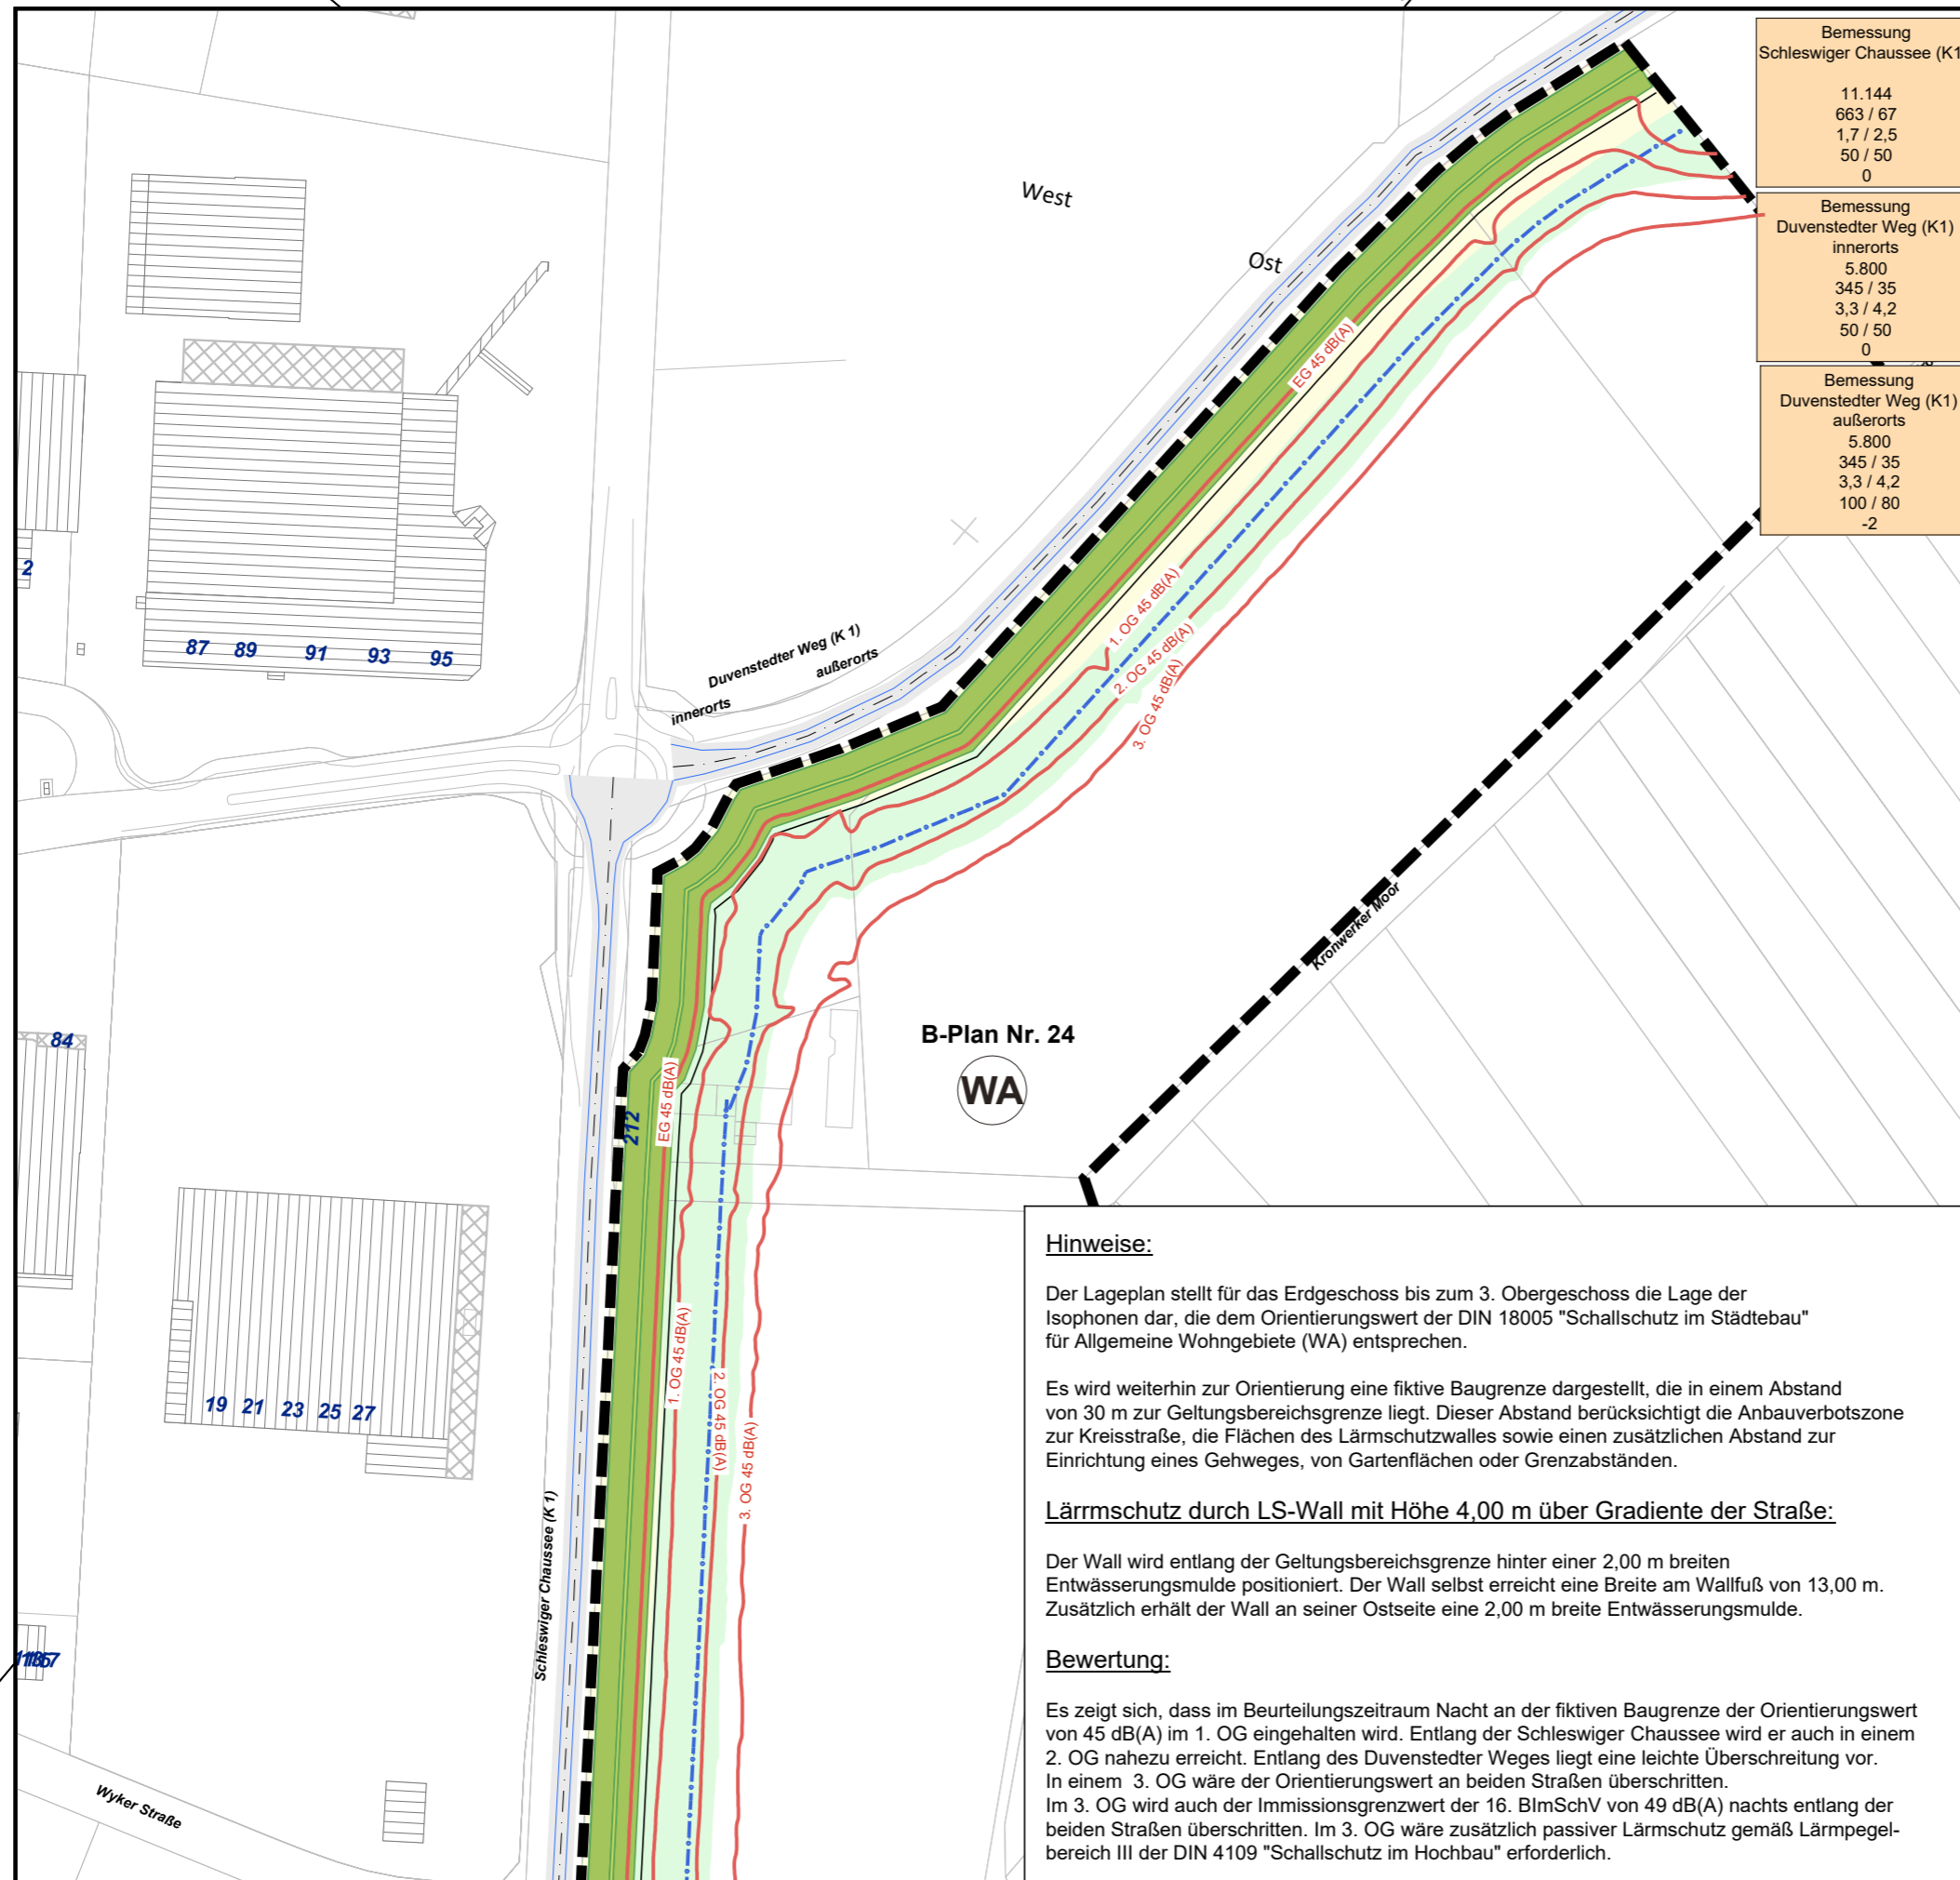 Bemessung
Schleswiger Chaussee (K1
11.144
663 / 67
1,7 / 2,5
50 / 50
0
Bemessung
Duvenstedter Weg (K1)
innerorts
5.800
345 / 35
3,3 / 4,2
50 / 50
0
Bemessung
Duvenstedter Weg (K1)
außerorts
5.800
345 / 35
3,3 / 4,2
100 / 80
-2
West
Ost
EG 45 dB(A)
1. OG 45 dB(A)
2. OG 45 dB(A)
3. OG 45 dB(A)
2
87 89 91 93 95
Duvenstedter Weg (K 1)
innerorts
außerorts
Kronwerker Moor
84
B-Plan Nr. 24
WA
212
EG 45 dB(A)
1. OG 45 dB(A)
2. OG 45 dB(A)
3. OG 45 dB(A)
19 21 23 25 27
Schleswiger Chaussee (K 1)
Wyker Straße
Hinweise:
Der Lageplan stellt für das Erdgeschoss bis zum 3. Obergeschoss die Lage der
Isophonen dar, die dem Orientierungswert der DIN 18005 "Schallschutz im Städtebau"
für Allgemeine Wohngebiete (WA) entsprechen.
Es wird weiterhin zur Orientierung eine fiktive Baugrenze dargestellt, die in einem Abstand
von 30 m zur Geltungsbereichsgrenze liegt. Dieser Abstand berücksichtigt die Anbauverbotszone
zur Kreisstraße, die Flächen des Lärmschutzwalles sowie einen zusätzlichen Abstand zur
Einrichtung eines Gehweges, von Gartenflächen oder Grenzabständen.
Lärrmschutz durch LS-Wall mit Höhe 4,00 m über Gradiente der Straße:
Der Wall wird entlang der Geltungsbereichsgrenze hinter einer 2,00 m breiten
Entwässerungsmulde positioniert. Der Wall selbst erreicht eine Breite am Wallfuß von 13,00 m.
Zusätzlich erhält der Wall an seiner Ostseite eine 2,00 m breite Entwässerungsmulde.
Bewertung:
Es zeigt sich, dass im Beurteilungszeitraum Nacht an der fiktiven Baugrenze der Orientierungswert
von 45 dB(A) im 1. OG eingehalten wird. Entlang der Schleswiger Chaussee wird er auch in einem
2. OG nahezu erreicht. Entlang des Duvenstedter Weges liegt eine leichte Überschreitung vor.
In einem 3. OG wäre der Orientierungswert an beiden Straßen überschritten.
Im 3. OG wird auch der Immissionsgrenzwert der 16. BImSchV von 49 dB(A) nachts entlang der
beiden Straßen überschritten. Im 3. OG wäre zusätzlich passiver Lärmschutz gemäß Lärmpegel-
bereich III der DIN 4109 "Schallschutz im Hochbau" erforderlich.